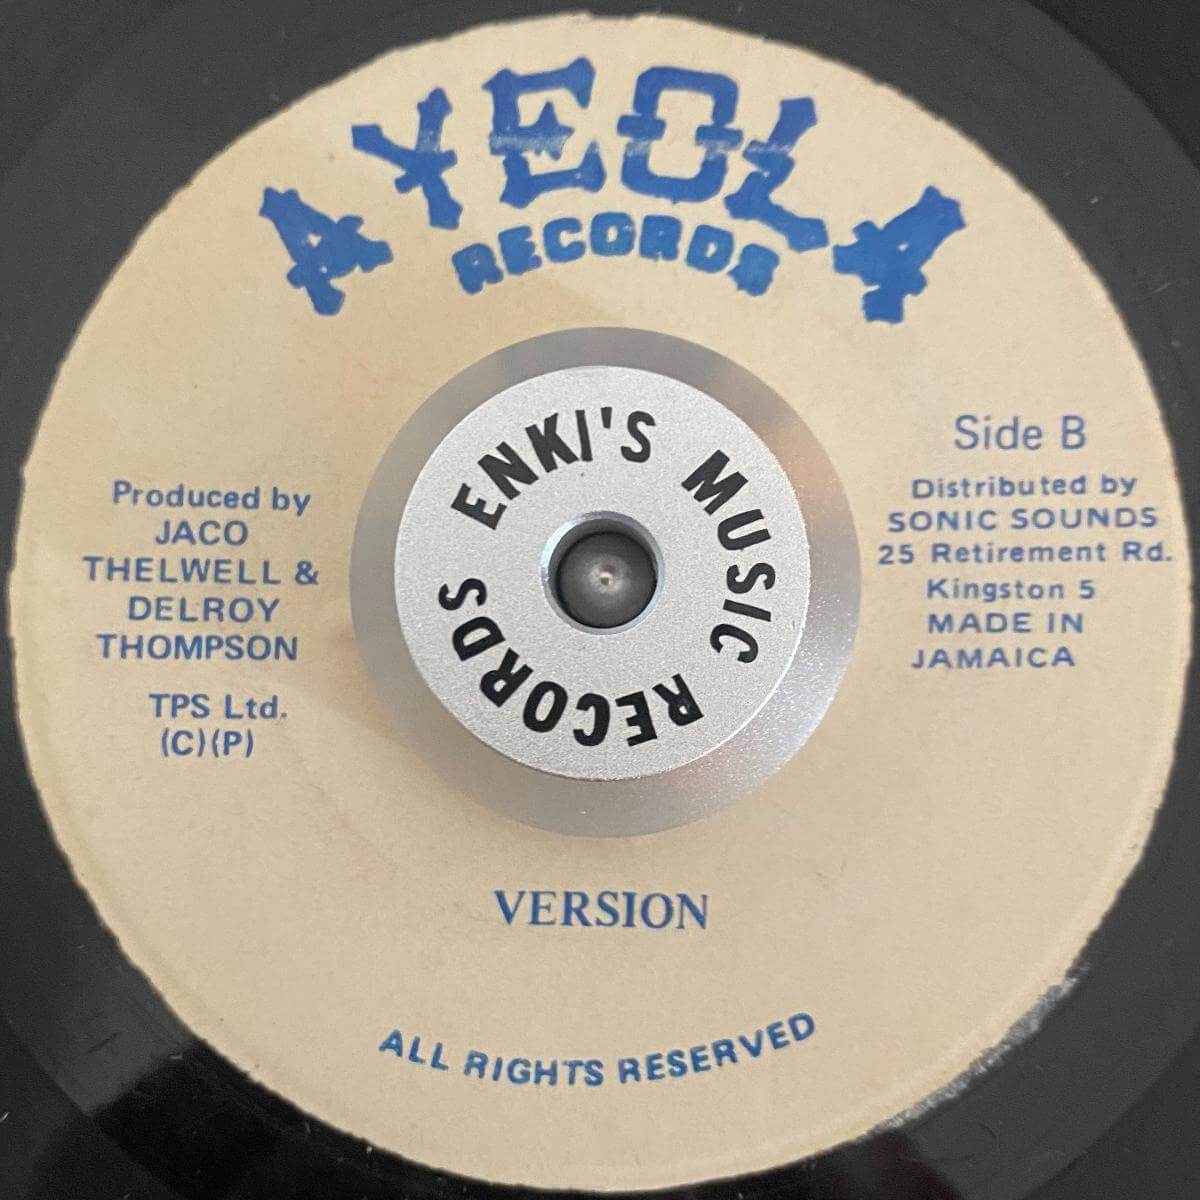 AYEOLA
RECORDS
ENKI'S MUSIC RECORDS
Produced by
JACO
THELWELL &
DELROY
THOMPSON
TPS Ltd.
(C)(P)
Side B
Distributed by
SONIC SOUNDS
25 Retirement Rd.
Kingston 5
MADE IN
JAMAICA
VERSION
ALL RIGHTS RESERVED